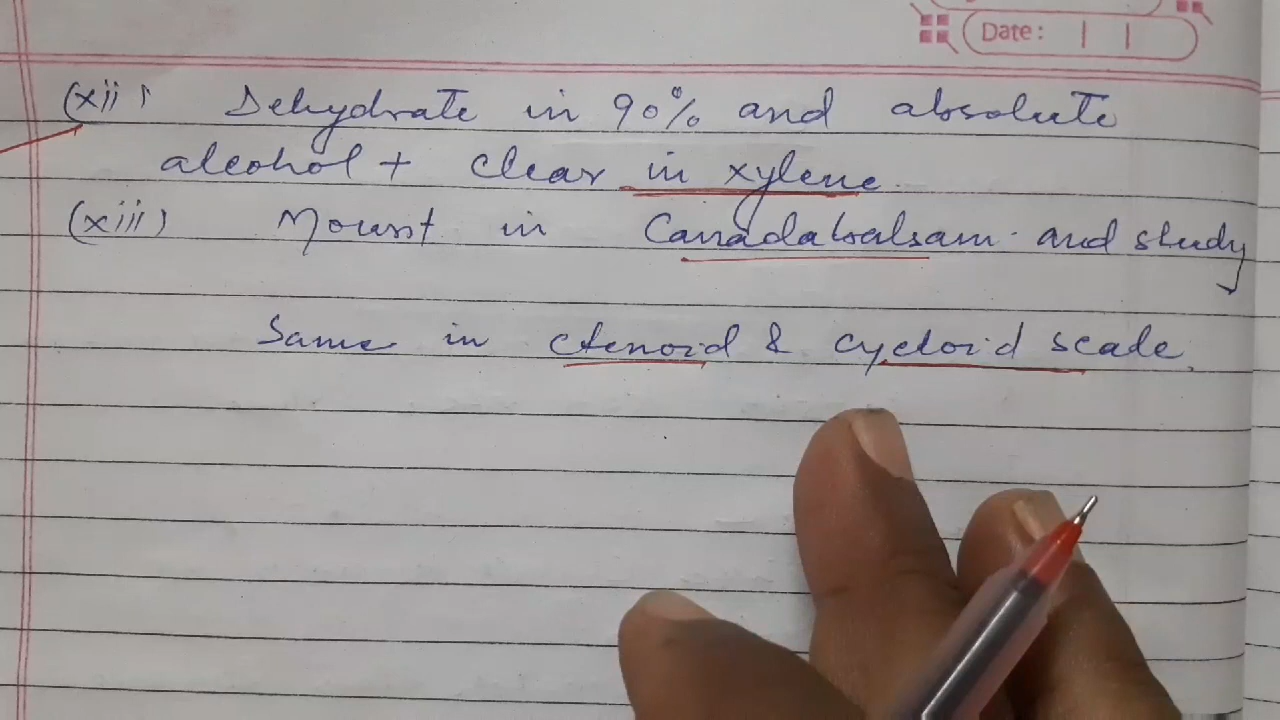 Date:
(xii) Dehydrate in 90% and absolute
alcohol + clear in xylene.
(xiii) Mount in Canadabalsam. and study
Same in ctenoid & cycloid scale.